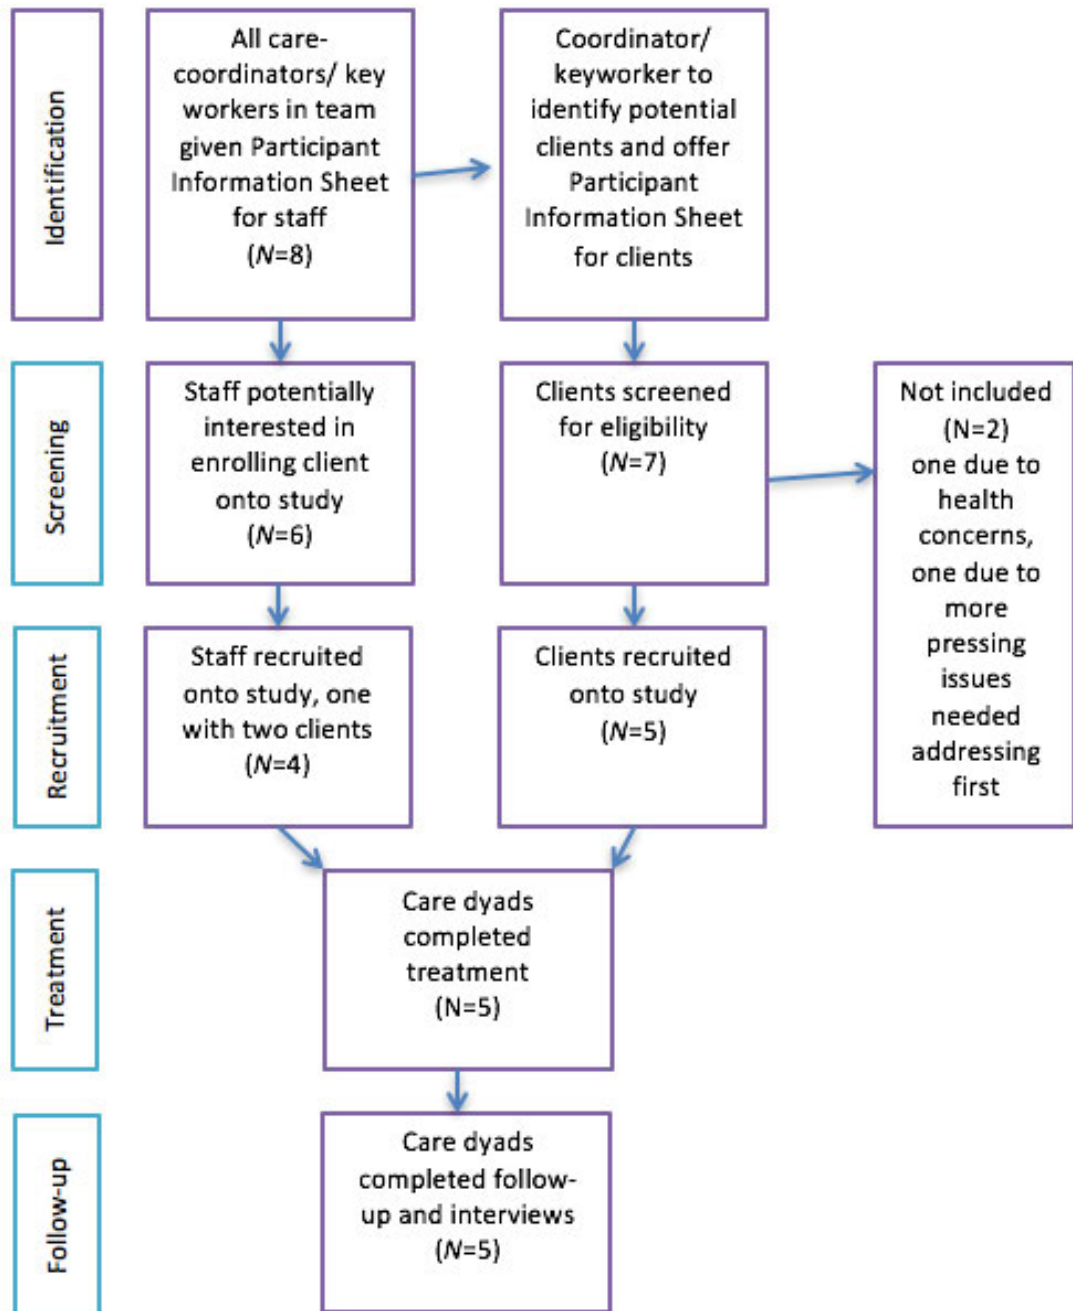 Identification
All care-
coordinators/ key
workers in team
given Participant
Information Sheet
for staff
(N=8)
Coordinator/
keyworker to
identify potential
clients and offer
Participant
Information Sheet
for clients
Screening
Staff potentially
interested in
enrolling client
onto study
(N=6)
Clients screened
for eligibility
(N=7)
Not included
(N=2)
one due to
health
concerns,
one due to
more
pressing
issues
needed
addressing
first
Recruitment
Staff recruited
onto study, one
with two clients
(N=4)
Clients recruited
onto study
(N=5)
Treatment
Care dyads
completed
treatment
(N=5)
Follow-up
Care dyads
completed follow-
up and interviews
(N=5)